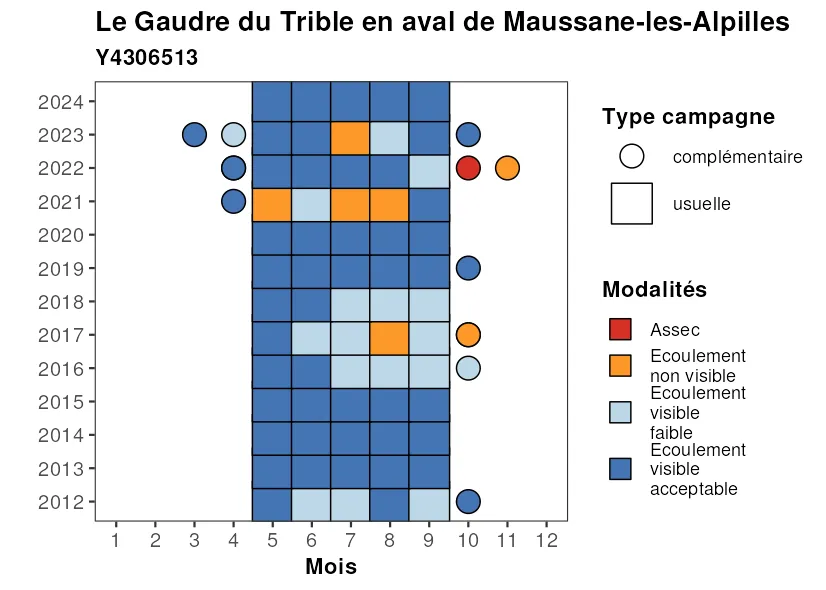 Le Gaudre du Trible en aval de Maussane-les-Alpilles
Y4306513
2024
2023
2022
2021
2020
2019
2018
2017
2016
2015
2014
2013
2012
1 2 3 4 5 6 7 8 9 10 11 12
Mois
Type campagne
complémentaire
usuelle
Modalités
Assec
Ecoulement
non visible
Ecoulement
visible
faible
Ecoulement
visible
acceptable